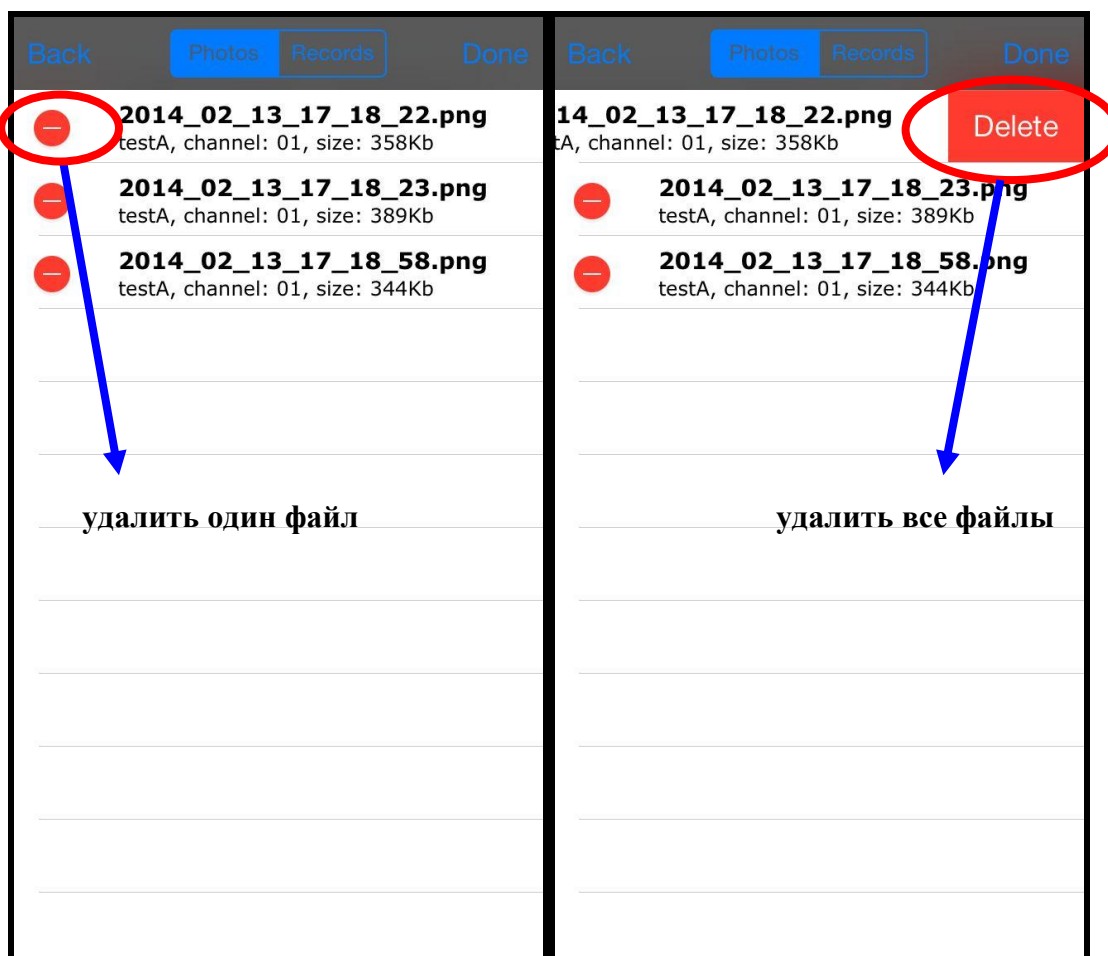 Back Photos Records Done
2014_02_13_17_18_22.png
testA, channel: 01, size: 358Kb
2014_02_13_17_18_23.png
testA, channel: 01, size: 389Kb
2014_02_13_17_18_58.png
testA, channel: 01, size: 344Kb
удалить один файл
Back Photos Records Done
14_02_13_17_18_22.png
tA, channel: 01, size: 358Kb
Delete
2014_02_13_17_18_23.png
testA, channel: 01, size: 389Kb
2014_02_13_17_18_58.png
testA, channel: 01, size: 344Kb
удалить все файлы